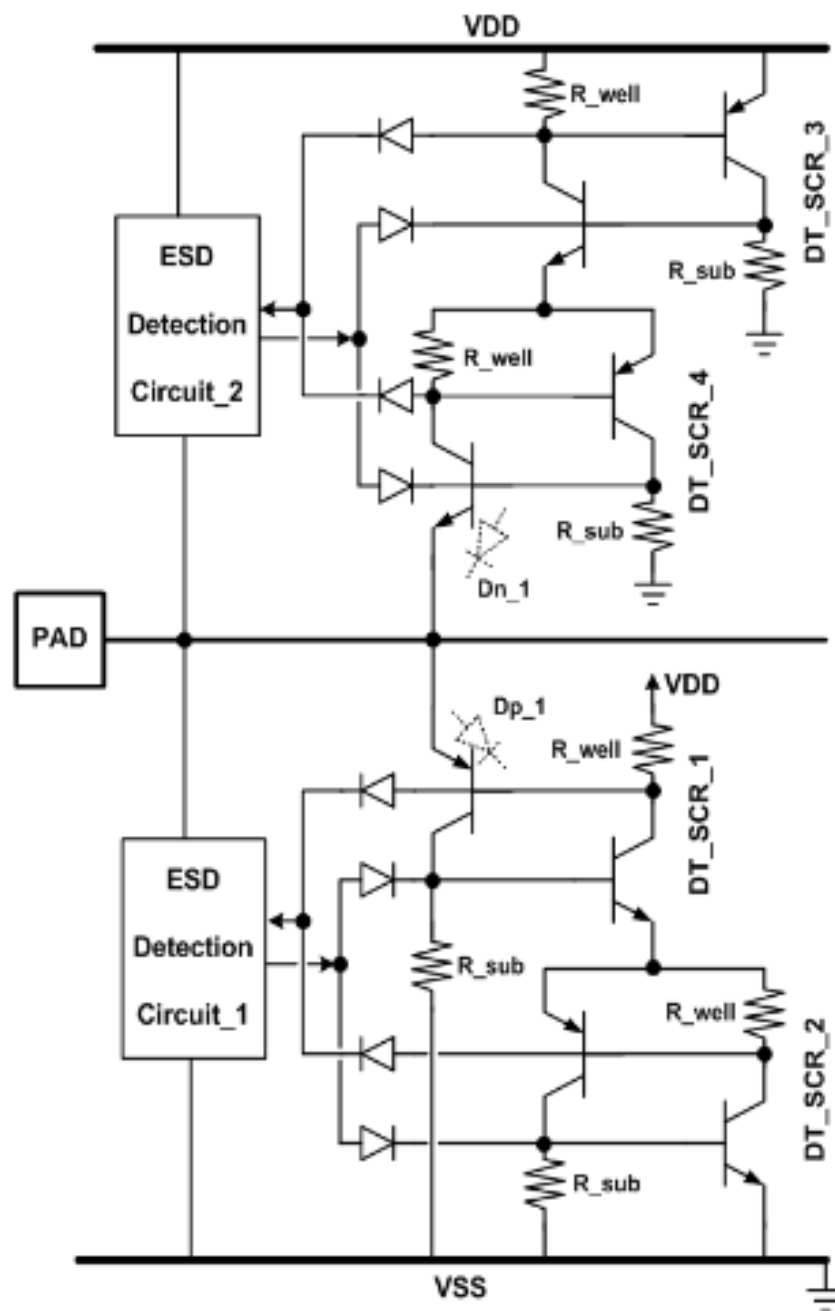 VDD
R_well
DT_SCR_3
ESD
Detection
Circuit_2
R_sub
R_well
DT_SCR_4
R_sub
Dn_1
PAD
Dp_1
VDD
R_well
DT_SCR_1
ESD
Detection
Circuit_1
R_sub
R_well
DT_SCR_2
R_sub
VSS